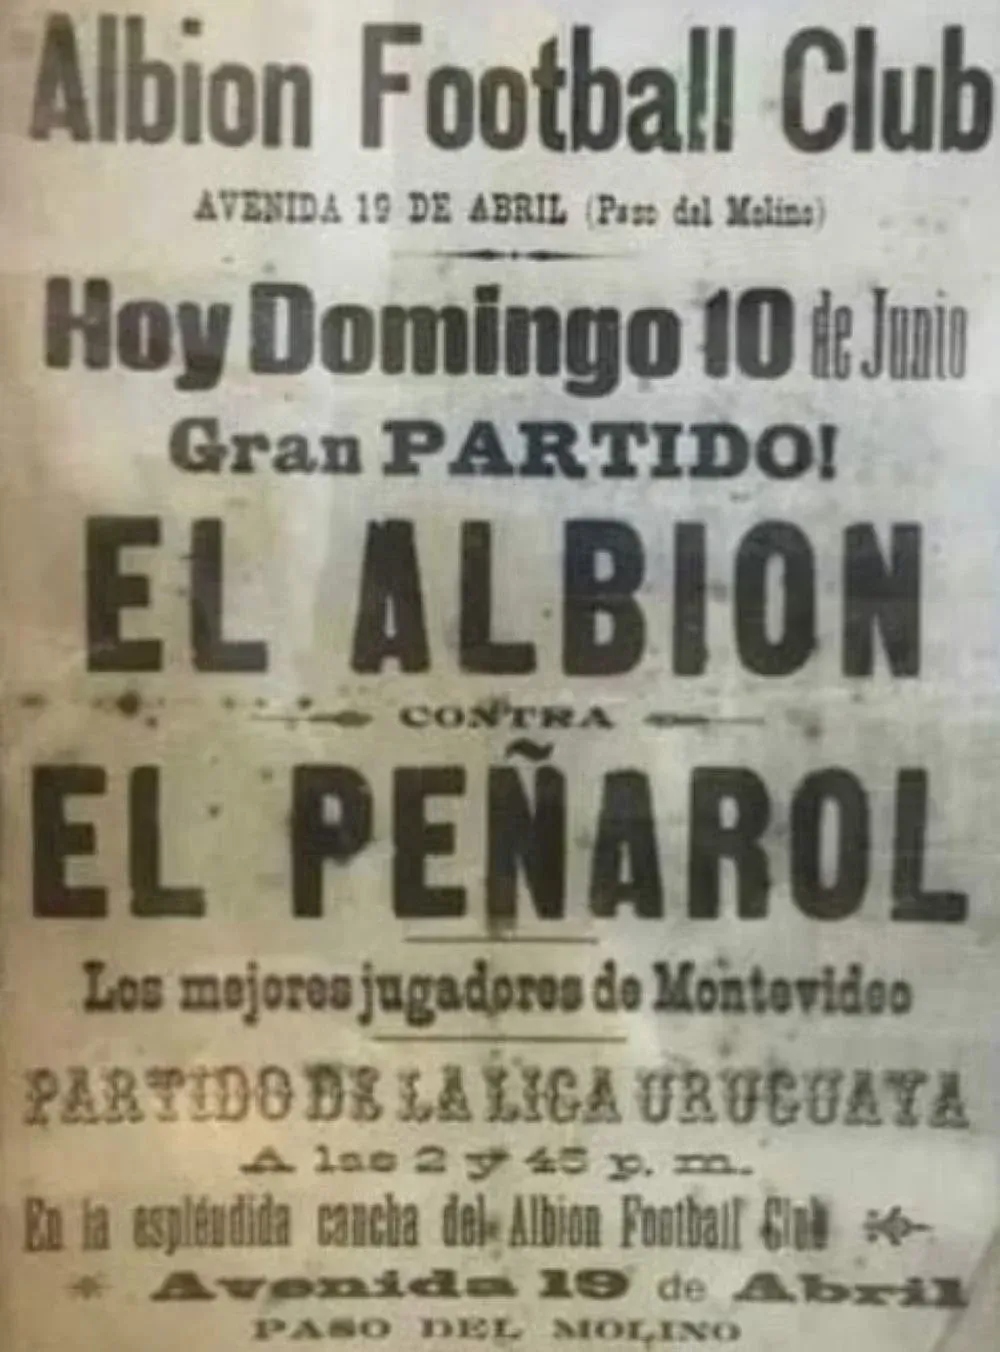 Albion Football Club
AVENIDA 19 DE ABRIL (Paso del Molino)
Hoy Domingo 10 de Junio
Gran PARTIDO!
EL ALBION
CONTRA
EL PEÑAROL
Los mejores jugadores de Montevideo
PARTIDO DE LA LIGA URUGUAYA
A las 2 y 45 p. m.
En la espléndida cancha del Albion Football Club
Avenida 19 de Abril
PASO DEL MOLINO